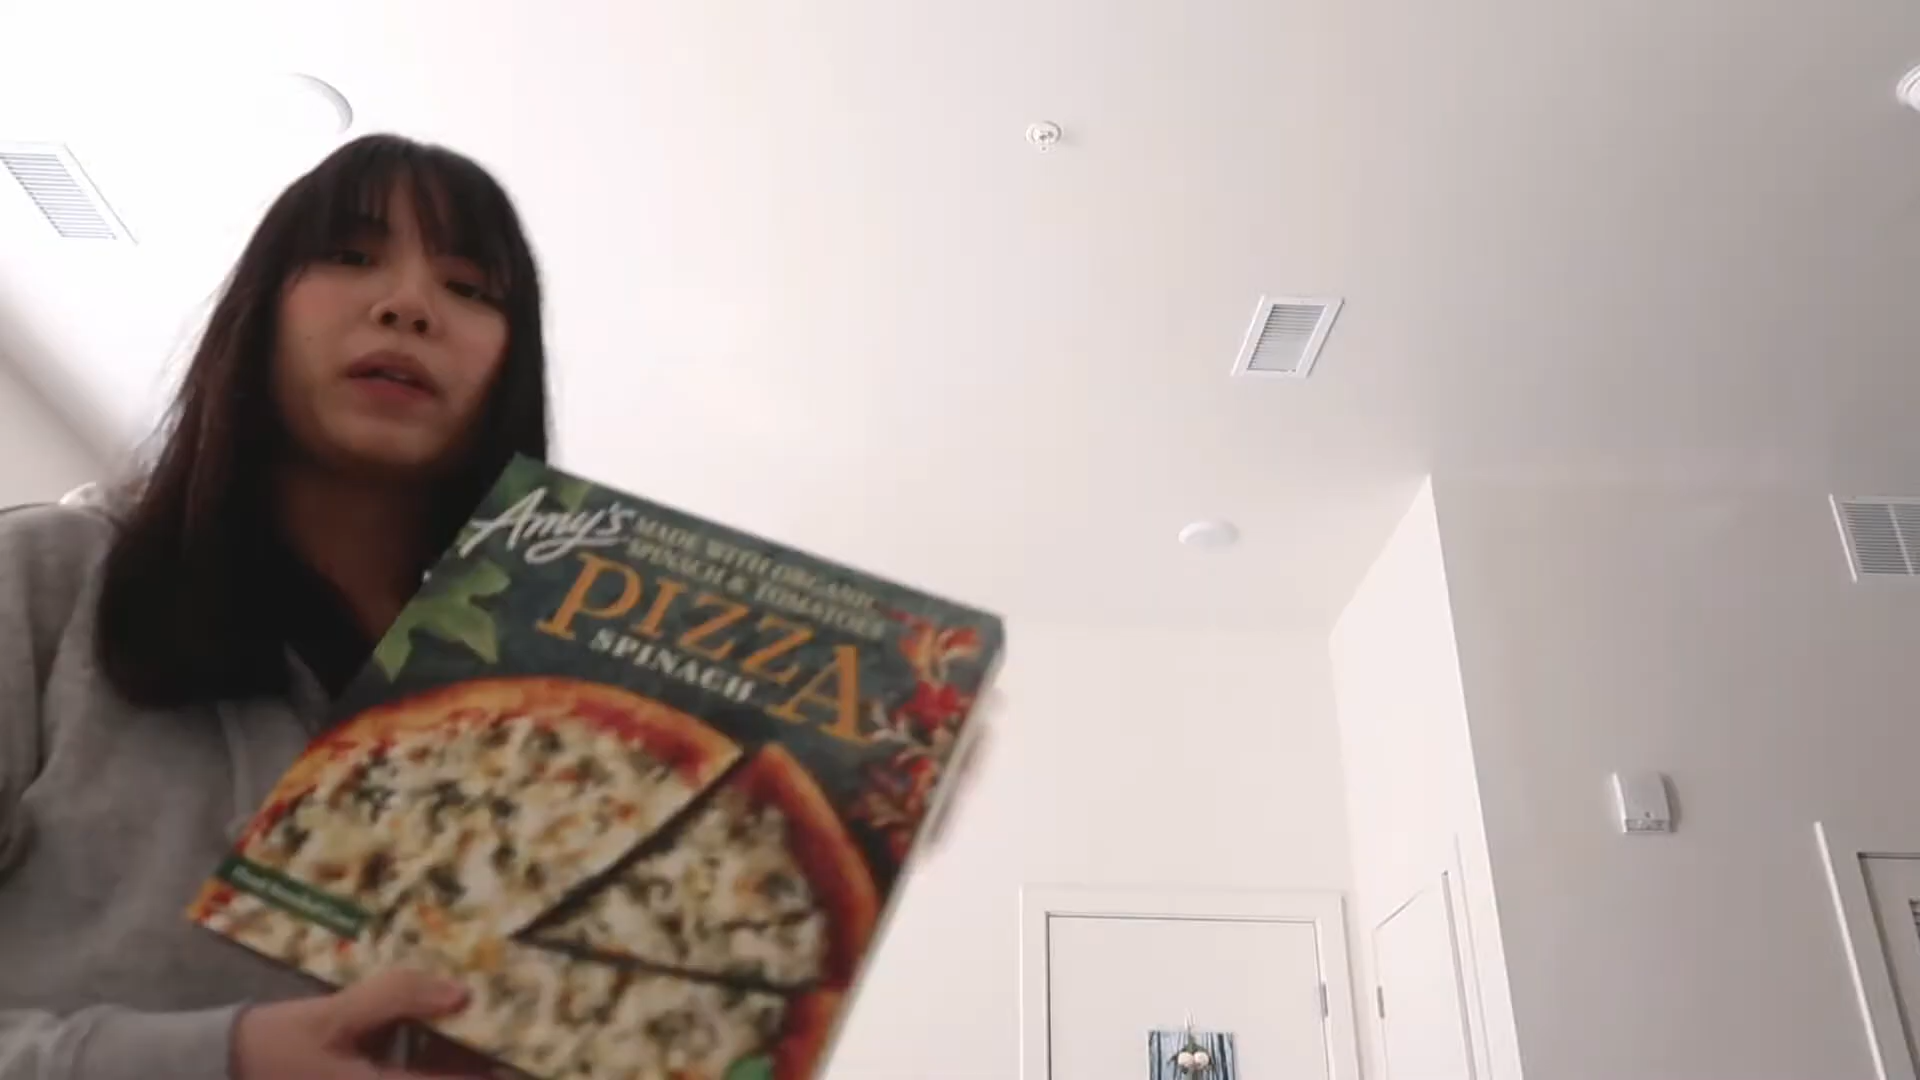 Amy's
MADE WITH ORGANIC
SPINACH & TOMATOES
PIZZA
SPINACH